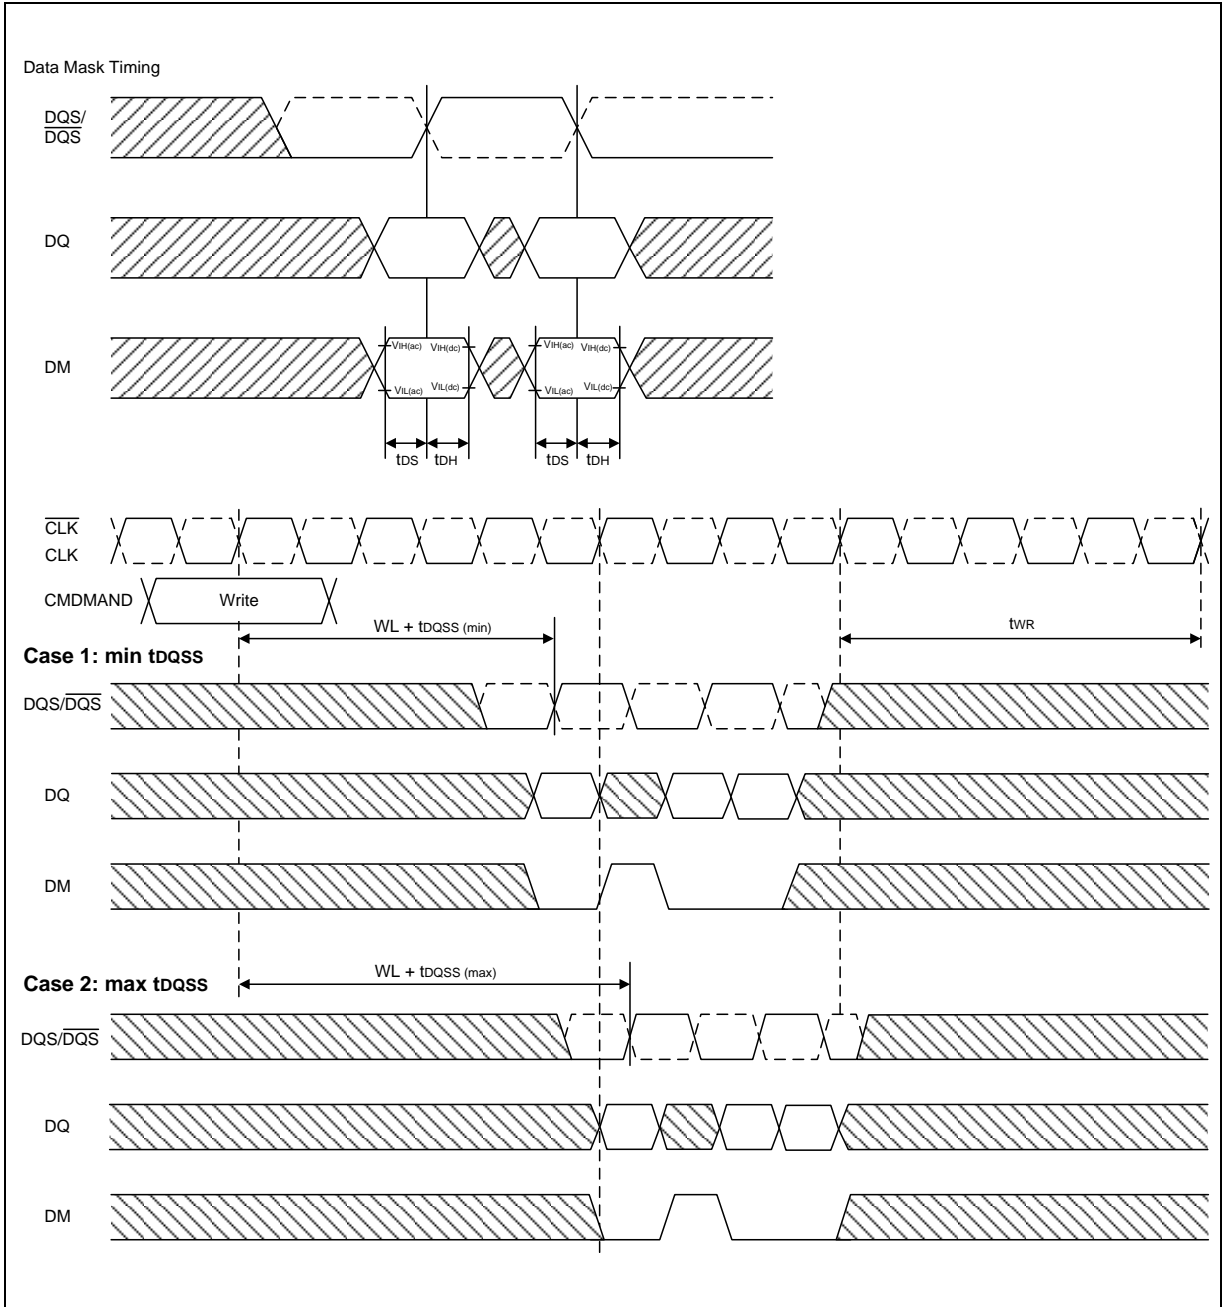 Data Mask Timing
DQS/
DQS
DQ
DM
VIH(ac) VIH(dc) VIH(ac) VIH(dc)
VIL(ac) VIL(dc) VIL(ac) VIL(dc)
tDS tDH tDS tDH
CLK
CLK
CMDMAND Write
WL + tDQSS (min) tWR
Case 1: min tDQSS
DQS/DQS
DQ
DM
Case 2: max tDQSS WL + tDQSS (max)
DQS/DQS
DQ
DM